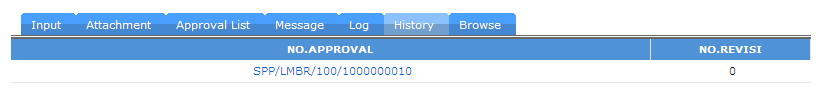 Input Attachment Approval List Message Log History Browse
NO.APPROVAL NO.REVISI
SPP/LMBR/100/1000000010 0